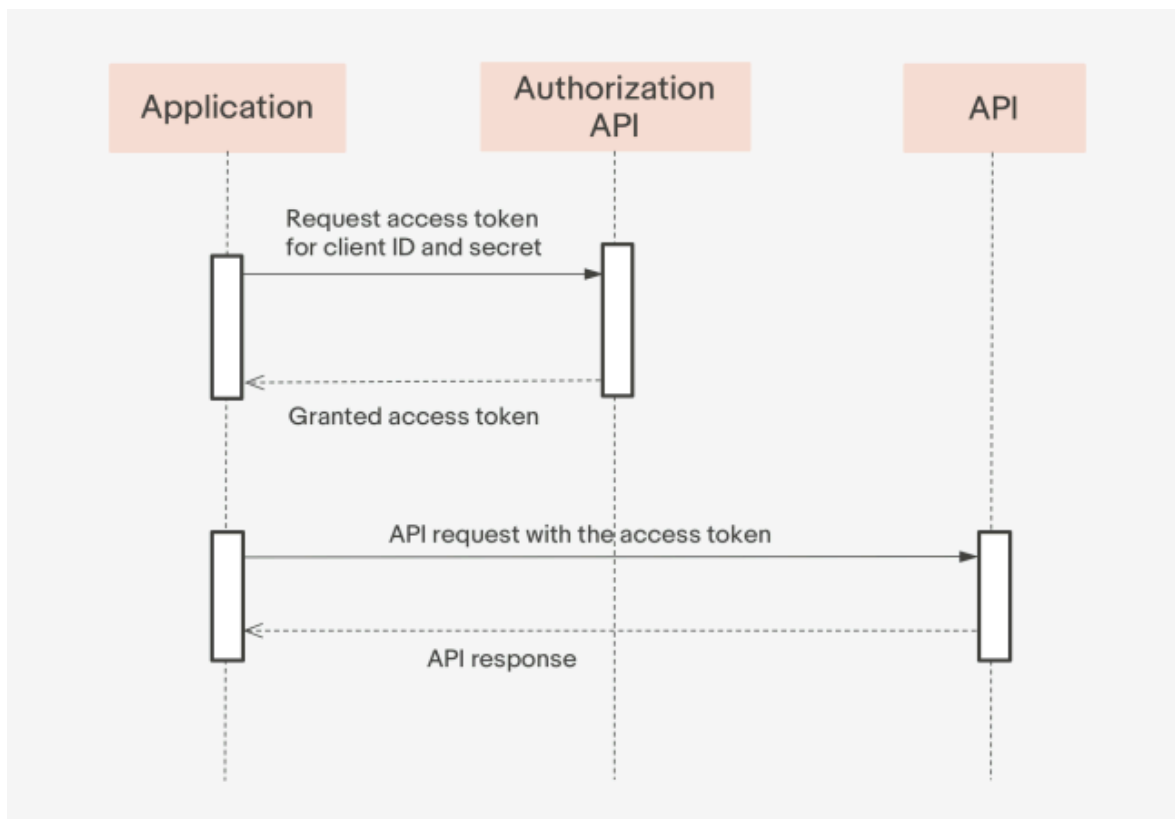 Application
Authorization
API
API
Request access token
for client ID and secret
Granted access token
API request with the access token
API response